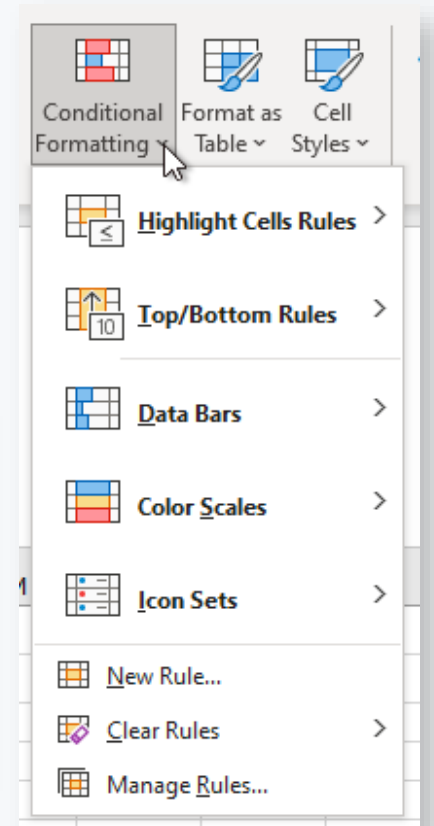 Conditional Formatting
Format as Table
Cell Styles
≤
Highlight Cells Rules
10
Top/Bottom Rules
Data Bars
Color Scales
Icon Sets
New Rule...
Clear Rules
Manage Rules...